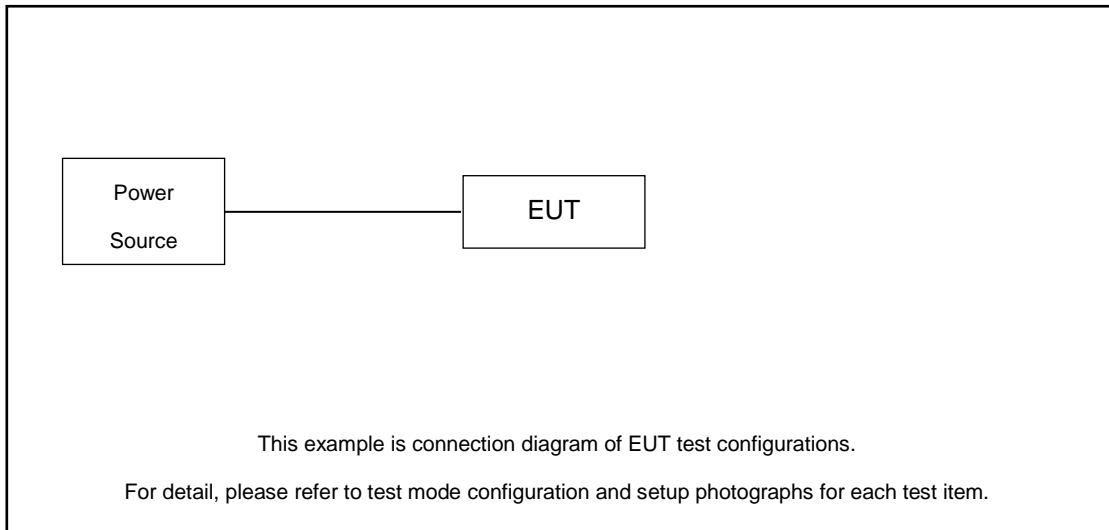 Power
Source
EUT
This example is connection diagram of EUT test configurations.
For detail, please refer to test mode configuration and setup photographs for each test item.